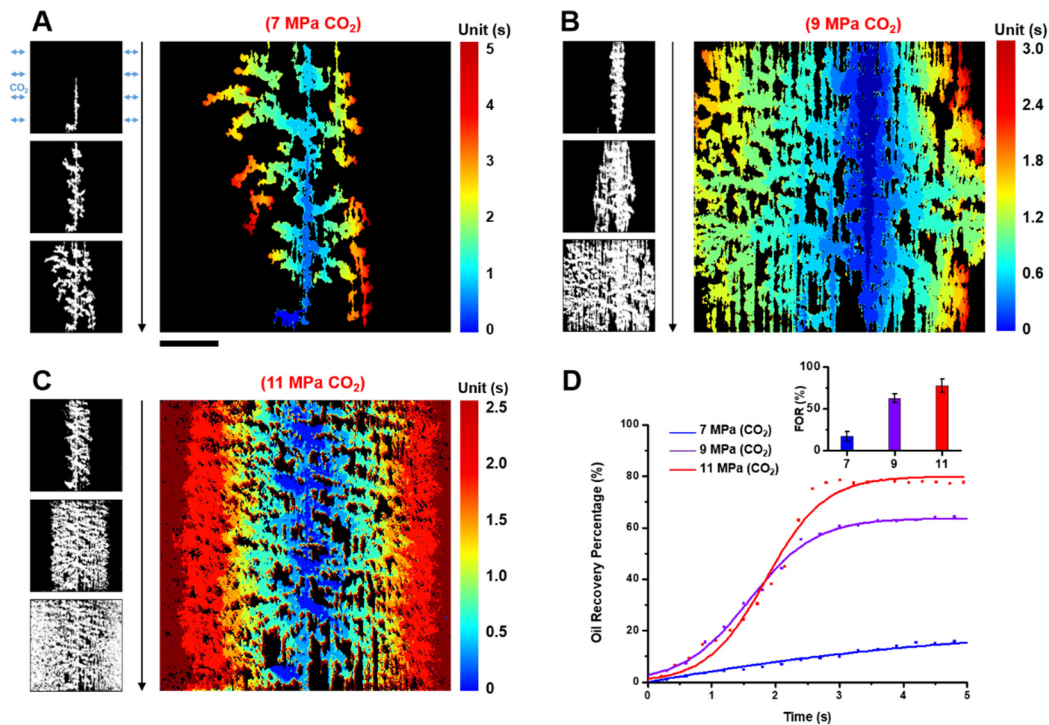 A
(7 MPa CO₂)
Unit (s)
CO₂
5
4
3
2
1
0
B
(9 MPa CO₂)
Unit (s)
3.0
2.4
1.8
1.2
0.6
0
C
(11 MPa CO₂)
Unit (s)
2.5
2.0
1.5
1.0
0.5
0
D
100
50
0
FOR (%)
7 9 11
7 MPa (CO₂)
9 MPa (CO₂)
11 MPa (CO₂)
Oil Recovery Percentage (%)
100
80
60
40
20
0
0 1 2 3 4 5
Time (s)